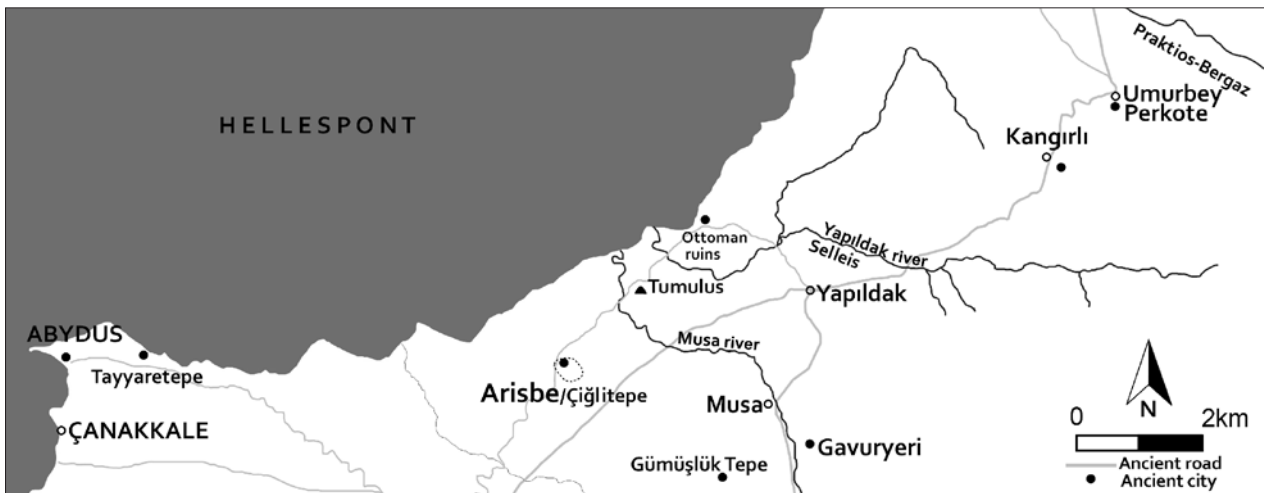 HELLESPONT
Praktios-Bergaz
Umurbey
Perkote
Kangırlı
Ottoman
ruins
Yapıldak river
Selleis
Tumulus
Yapıldak
ABYDUS
Tayyaretepe
Musa river
Arisbe/Çiğlitepe
Musa
ÇANAKKALE
Gavuryeri
Gümüşlük Tepe
N
0 2km
Ancient road
Ancient city